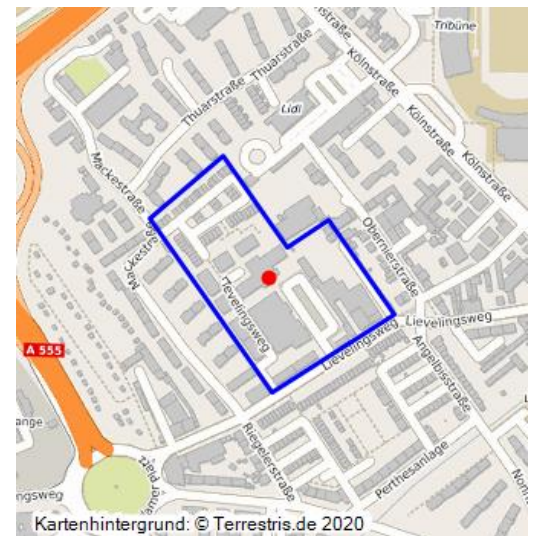 Tribüne
Kölnstraße
Thuarstraße
Thuarstraße
Lidl
Kölnstraße
Kölnstraße
Mackestraße
Mackestraße
Obernierstraße
Lievelingsweg
Lievelingsweg
Lievelingsweg
A 555
Angelbisstraße
Riegelerstraße
Perthesanlage
Kartenhintergrund: © Terrestris.de 2020